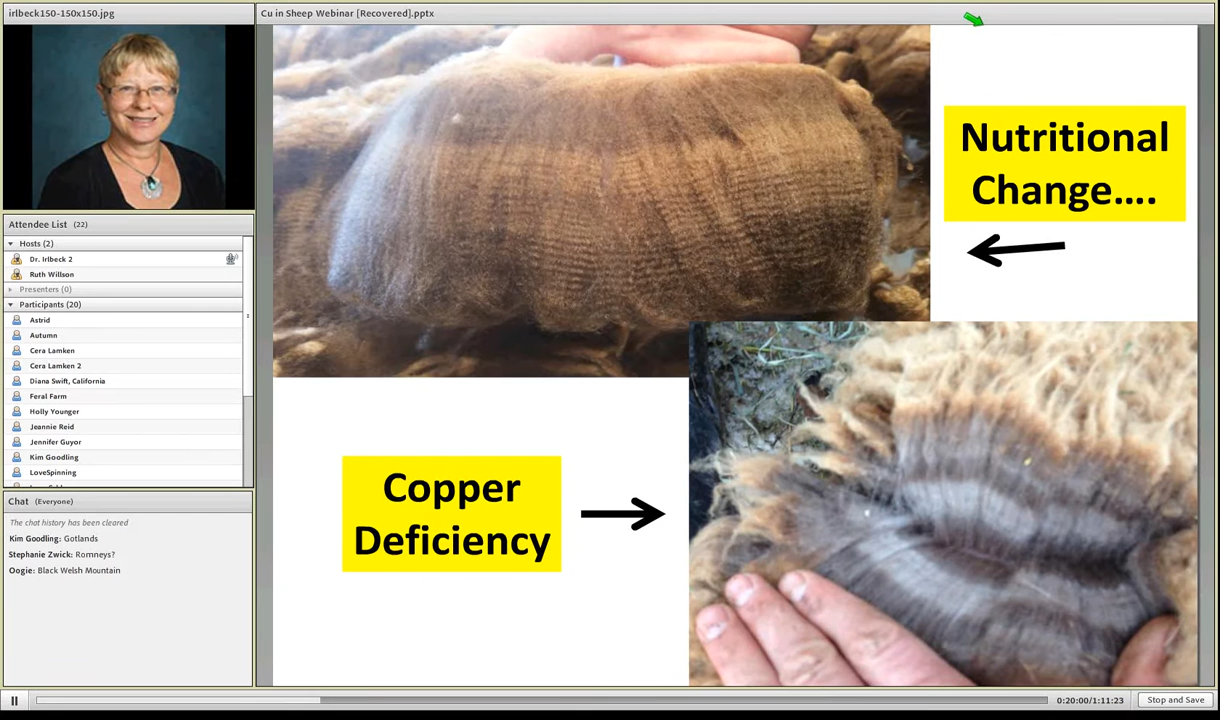 irlbeck150-150x150.jpg
Cu in Sheep Webinar [Recovered].pptx
Nutritional
Change....
Attendee List (22)
Hosts (2)
Dr. Irlbeck 2
Ruth Willson
Presenters (0)
Participants (20)
Astrid
Autumn
Cera Lamken
Cera Lamken 2
Diana Swift, California
Feral Farm
Holly Younger
Jeannie Reid
Jennifer Guyor
Kim Goodling
LoveSpinning
Copper
Deficiency
Chat (Everyone)
The chat history has been cleared
Kim Goodling: Gotlands
Stephanie Zwick: Romneys?
Oogie: Black Welsh Mountain
0:20:00/1:11:23
Stop and Save